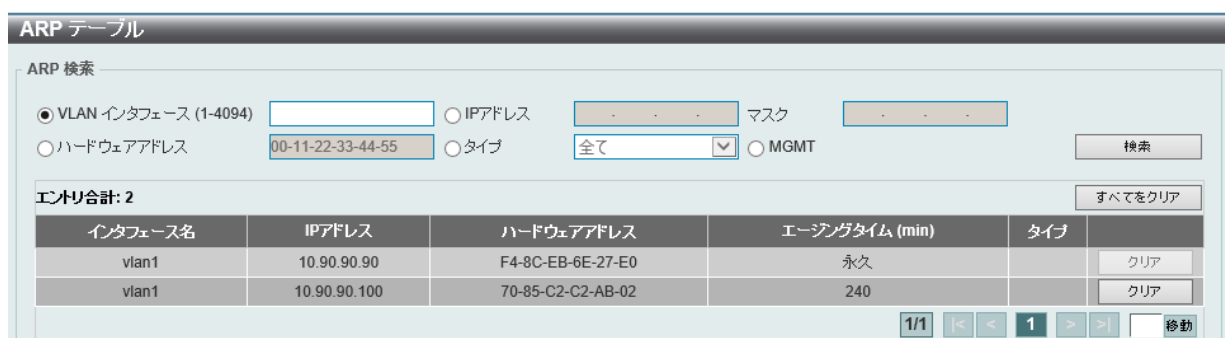 ARP テーブル
ARP 検索
VLAN インタフェース (1-4094) IPアドレス . . . マスク . . .
ハードウェアアドレス 00-11-22-33-44-55 タイプ 全て MGMT 検索
エントリ合計: 2 すべてをクリア
インタフェース名 IPアドレス ハードウェアアドレス エージングタイム (min) タイプ
vlan1 10.90.90.90 F4-8C-EB-6E-27-E0 永久 クリア
vlan1 10.90.90.100 70-85-C2-C2-AB-02 240 クリア
1/1 |< < 1 > >| 移動